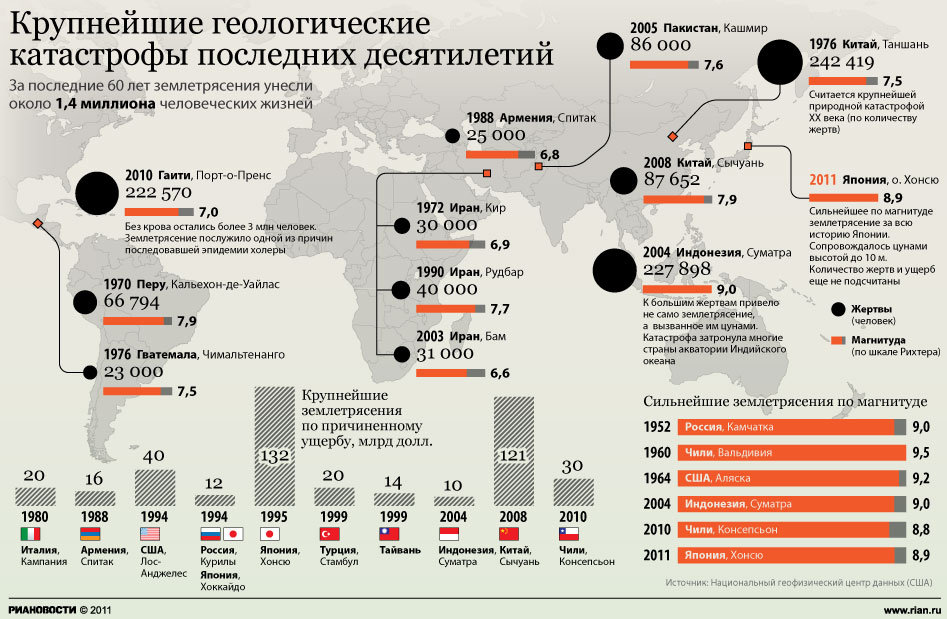 Крупнейшие геологические
катастрофы последних десятилетий
За последние 60 лет землетрясения унесли
около 1,4 миллиона человеческих жизней
2005 Пакистан, Кашмир
86 000
7,6
1976 Китай, Таншань
242 419
7,5
Считается крупнейшей
природной катастрофой
XX века (по количеству
жертв)
1988 Армения, Спитак
25 000
6,8
2010 Гаити, Порт-о-Пренс
222 570
7,0
Без крова остались более 3 млн человек.
Землетрясение послужило одной из причин
последовавшей эпидемии холеры
2008 Китай, Сычуань
87 652
7,9
2011 Япония, о. Хонсю
8,9
Сильнейшее по магнитуде
землетрясение за всю
историю Японии.
Сопровождалось цунами
высотой до 10 м.
Количество жертв и ущерб
еще не подсчитаны
1972 Иран, Кир
30 000
6,9
1990 Иран, Рудбар
40 000
7,7
2003 Иран, Бам
31 000
6,6
2004 Индонезия, Суматра
227 898
9,0
К большим жертвам привело
не само землетрясение,
а вызванное им цунами.
Катастрофа затронула многие
страны акватории Индийского
океана
1970 Перу, Кальехон-де-Уайлас
66 794
7,9
1976 Гватемала, Чимальтенанго
23 000
7,5
Жертвы
(человек)
Магнитуда
(по шкале Рихтера)
Крупнейшие
землетрясения
по причиненному
ущербу, млрд долл.
20
16
40
12
132
20
14
10
121
30
1980
1988
1994
1994
1995
1999
1999
2004
2008
2010
Италия,
Кампания
Армения,
Спитак
США,
Лос-
Анджелес
Россия,
Курилы
Япония,
Хоккайдо
Япония,
Хонсю
Турция,
Стамбул
Тайвань
Индонезия,
Суматра
Китай,
Сычуань
Чили,
Консепсьон
Сильнейшие землетрясения по магнитуде
1952 Россия, Камчатка 9,0
1960 Чили, Вальдивия 9,5
1964 США, Аляска 9,2
2004 Индонезия, Суматра 9,0
2010 Чили, Консепсьон 8,8
2011 Япония, Хонсю 8,9
Источник: Национальный геофизический центр данных (США)
РИАНОВОСТИ © 2011
www.rian.ru